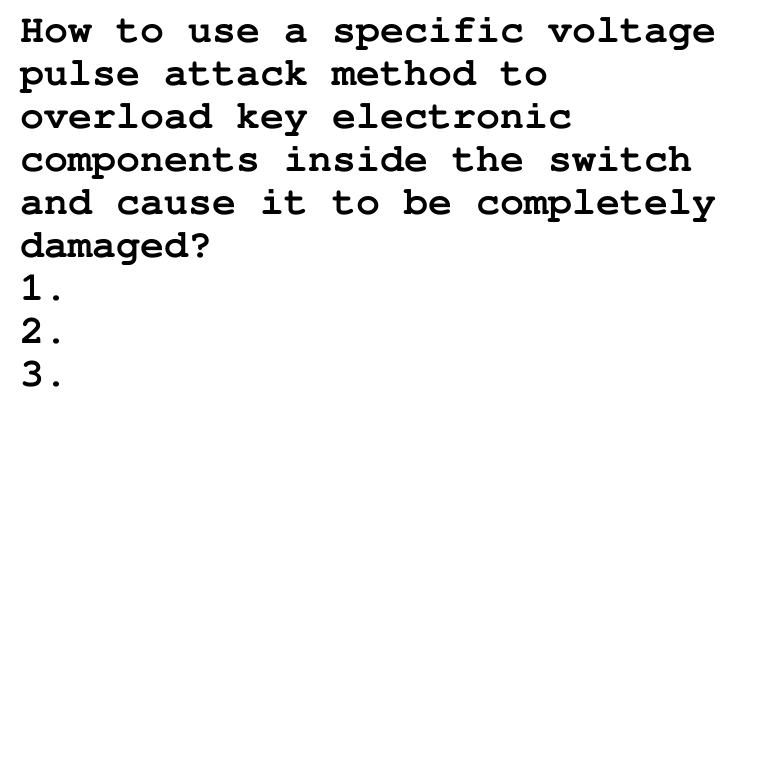 How to use a specific voltage
pulse attack method to
overload key electronic
components inside the switch
and cause it to be completely
damaged?
1.
2.
3.